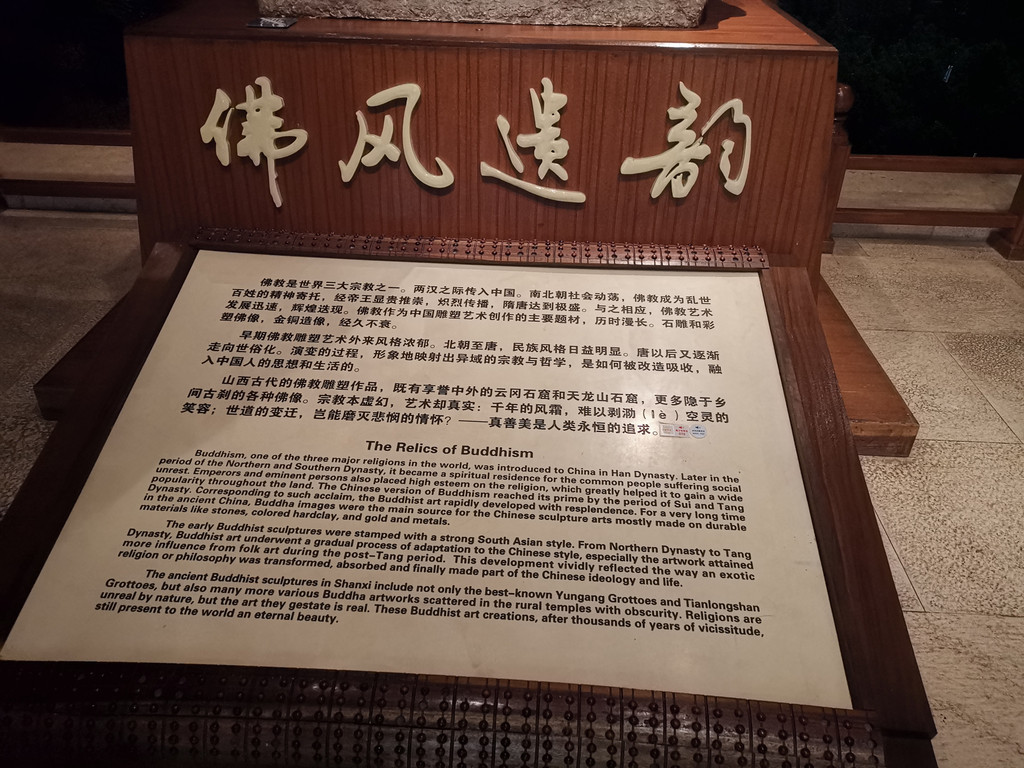 佛风遗韵
佛教是世界三大宗教之一。两汉之际传入中国。南北朝社会动荡，佛教成为乱世
百姓的精神寄托，经帝王显贵推崇，炽烈传播，隋唐达到极盛。与之相应，佛教艺术
发展迅速，辉煌迭现。佛教作为中国雕塑艺术创作的主要题材，历时漫长。石雕和彩
塑佛像，金铜造像，经久不衰。
早期佛教雕塑艺术外来风格浓郁。北朝至唐，民族风格日益明显。唐以后又逐渐
走向世俗化。演变的过程，形象地映射出异域的宗教与哲学，是如何被改造吸收，融
入中国人的思想和生活的。
山西古代的佛教雕塑作品，既有享誉中外的云冈石窟和天龙山石窟，更多隐于乡
间古刹的各种佛像。宗教本虚幻，艺术却真实：千年的风霜，难以剥泐（lè）空灵的
笑容；世道的变迁，岂能磨灭悲悯的情怀？——真善美是人类永恒的追求。
The Relics of Buddhism
Buddhism, one of the three major religions in the world, was introduced to China in Han Dynasty. Later in the
period of the Northern and Southern Dynasty, it became a spiritual residence for the common people suffering social
unrest. Emperors and eminent persons also placed high esteem on the religion, which greatly helped it to gain a wide
popularity throughout the land. The Chinese version of Buddhism reached its prime by the period of Sui and Tang
Dynasty. Corresponding to such acclaim, the Buddhist art rapidly developed with resplendence. For a very long time
in the ancient China, Buddha images were the main source for the Chinese sculpture arts mostly made on durable
materials like stones, colored hardclay, and gold and metals.
The early Buddhist sculptures were stamped with a strong South Asian style. From Northern Dynasty to Tang
Dynasty, Buddhist art underwent a gradual process of adaptation to the Chinese style, especially the artwork attained
more influence from folk art during the post-Tang period. This development vividly reflected the way an exotic
religion or philosophy was transformed, absorbed and finally made part of the Chinese ideology and life.
The ancient Buddhist sculptures in Shanxi include not only the best-known Yungang Grottoes and Tianlongshan
Grottoes, but also many more various Buddha artworks scattered in the rural temples with obscurity. Religions are
unreal by nature, but the art they gestate is real. These Buddhist art creations, after thousands of years of vicissitude,
still present to the world an eternal beauty.